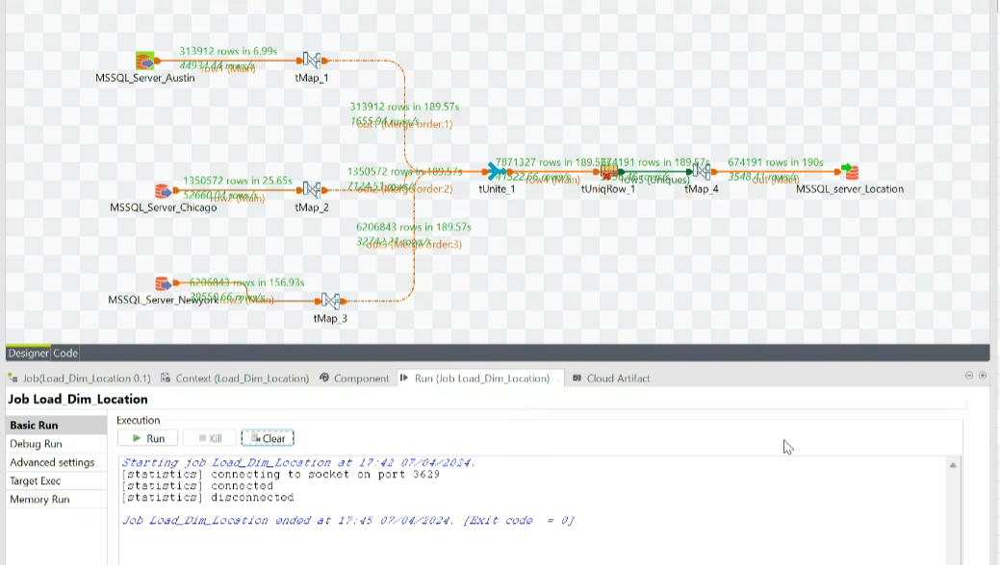 313912 rows in 6.99s
44934.44 rows/s
row1 (Main)
MSSQL_Server_Austin
tMap_1
313912 rows in 189.57s
1655.94 rows/s
out1 (Merge order:1)
1350572 rows in 25.65s
52660.04 rows/s
row2 (Main)
MSSQL_Server_Chicago
tMap_2
1350572 rows in 189.57s
7124.51 rows/s
out2 (Merge order:2)
7871327 rows in 189.57s
41522.66 rows/s
row4 (Main)
tUnite_1
674191 rows in 189.57s
row5 (Uniques)
tUniqRow_1
tMap_4
674191 rows in 190s
3548.41 rows/s
out (Main)
MSSQL_server_Location
6206843 rows in 189.57s
32742.21 rows/s
out3 (Merge order:3)
6206843 rows in 156.93s
row3 (Main)
MSSQL_Server_Newyork
tMap_3
Designer Code
Job(Load_Dim_Location 0.1) Context (Load_Dim_Location) Component Run (Job Load_Dim_Location) Cloud Artifact
Job Load_Dim_Location
Basic Run
Debug Run
Advanced settings
Target Exec
Memory Run
Execution
Run Kill Clear
Starting job Load_Dim_Location at 17:42 07/04/2024.
[statistics] connecting to socket on port 3629
[statistics] connected
[statistics] disconnected
Job Load_Dim_Location ended at 17:45 07/04/2024. [Exit code = 0]